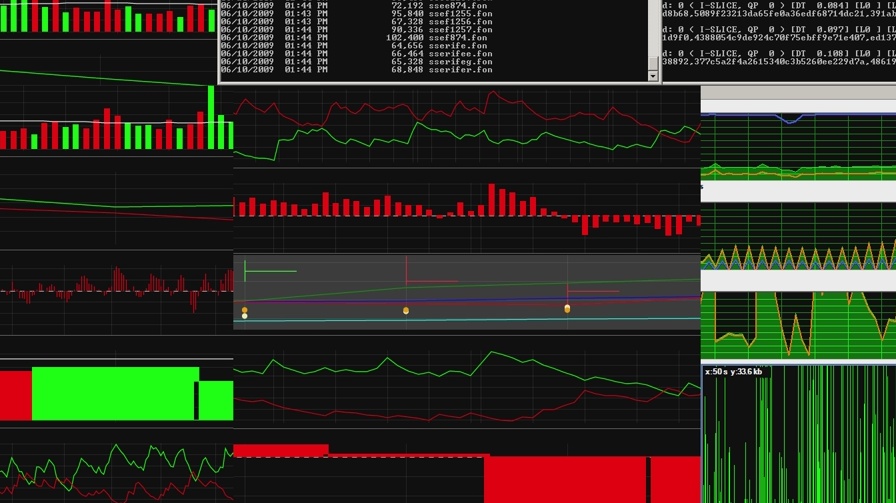 06/10/2009 01:44 PM 72,192 ssee874.fon
06/10/2009 01:43 PM 95,840 ssef1255.fon
06/10/2009 01:43 PM 67,328 ssef1256.fon
06/10/2009 01:44 PM 90,336 ssef1257.fon
06/10/2009 01:44 PM 102,400 ssef874.fon
06/10/2009 01:44 PM 64,656 sserife.fon
06/10/2009 01:44 PM 66,464 sserifee.fon
06/10/2009 01:44 PM 65,328 sserifeg.fon
06/10/2009 01:44 PM 68,848 sserifer.fon
d: 0 ( I-SLICE, QP 0 ) [DT 0.084] [L0 ] [L
d8b68,5089f23213da65fe0a36edf68714dc21,391ab
d: 0 ( I-SLICE, QP 0 ) [DT 0.097] [L0 ] [L
1d9f0,4388054c9de924c70f75ebff9e71e407,ed137
d: 0 ( I-SLICE, QP 0 ) [DT 0.108] [L0 ] [L
38892,377c5a2f4a2615340c3b5260ee229d7a,48619
s
x:50 s y:33.6 kb